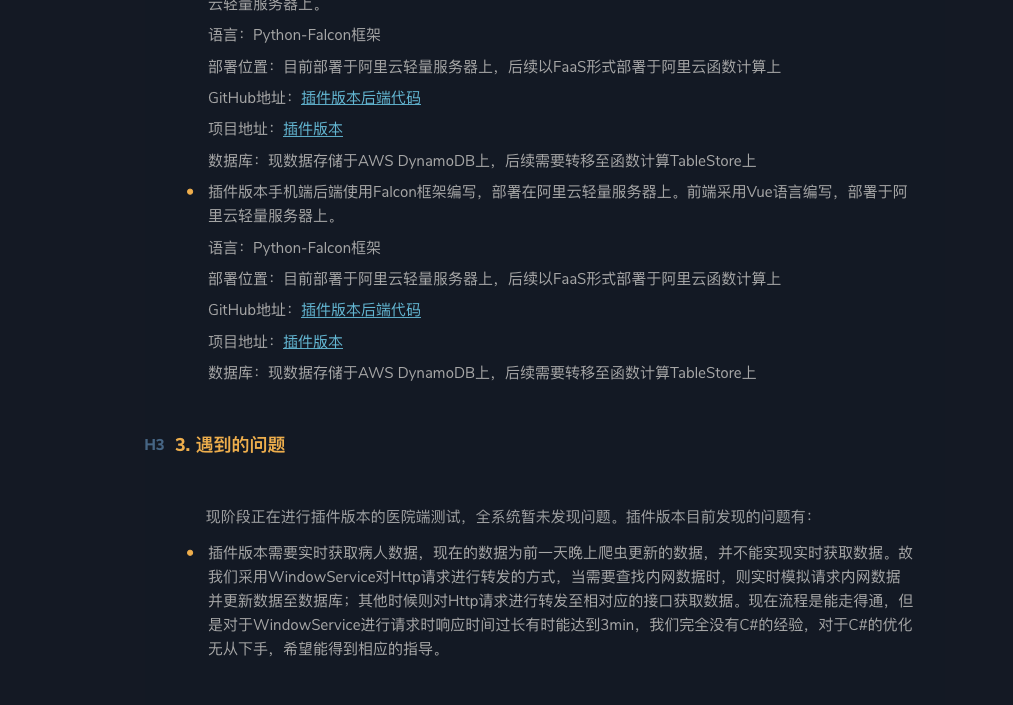 云轻量服务器上。
语言：Python-Falcon框架
部署位置：目前部署于阿里云轻量服务器上，后续以FaaS形式部署于阿里云函数计算上
GitHub地址：插件版本后端代码
项目地址：插件版本
数据库：现数据存储于AWS DynamoDB上，后续需要转移至函数计算TableStore上
插件版本手机端后端使用Falcon框架编写，部署在阿里云轻量服务器上。前端采用Vue语言编写，部署于阿
里云轻量服务器上。
语言：Python-Falcon框架
部署位置：目前部署于阿里云轻量服务器上，后续以FaaS形式部署于阿里云函数计算上
GitHub地址：插件版本后端代码
项目地址：插件版本
数据库：现数据存储于AWS DynamoDB上，后续需要转移至函数计算TableStore上
H3 3. 遇到的问题
现阶段正在进行插件版本的医院端测试，全系统暂未发现问题。插件版本目前发现的问题有：
插件版本需要实时获取病人数据，现在的数据为前一天晚上爬虫更新的数据，并不能实现实时获取数据。故
我们采用WindowService对Http请求进行转发的方式，当需要查找内网数据时，则实时模拟请求内网数据
并更新数据至数据库；其他时候则对Http请求进行转发至相对应的接口获取数据。现在流程是能走得通，但
是对于WindowService进行请求时响应时间过长有时能达到3min，我们完全没有C#的经验，对于C#的优化
无从下手，希望能得到相应的指导。